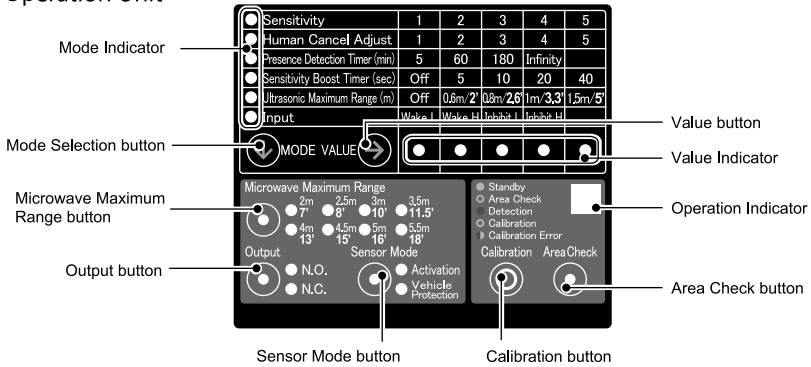 Operation Unit
Sensitivity 1 2 3 4 5
Human Cancel Adjust 1 2 3 4 5
Presence Detection Timer (min) 5 60 180 Infinity
Sensitivity Boost Timer (sec) Off 5 10 20 40
Ultrasonic Maximum Range (m) Off 0,6m/2' 0,8m/2,6' 1m/3,3' 1,5m/5'
Input Wake L Wake H Inhibit L Inhibit H
Mode Indicator
Mode Selection button
MODE VALUE
Value button
Value Indicator
Microwave Maximum Range
2m 2,5m 3m 3,5m
7' 8' 10' 11.5'
4m 4,5m 5m 5,5m
13' 15' 16' 18'
Microwave Maximum
Range button
Standby
Area Check
Detection
Calibration
Calibration Error
Operation Indicator
Output Sensor Mode Calibration Area Check
N.O.
N.C.
Activation
Vehicle
Protection
Output button
Area Check button
Sensor Mode button
Calibration button